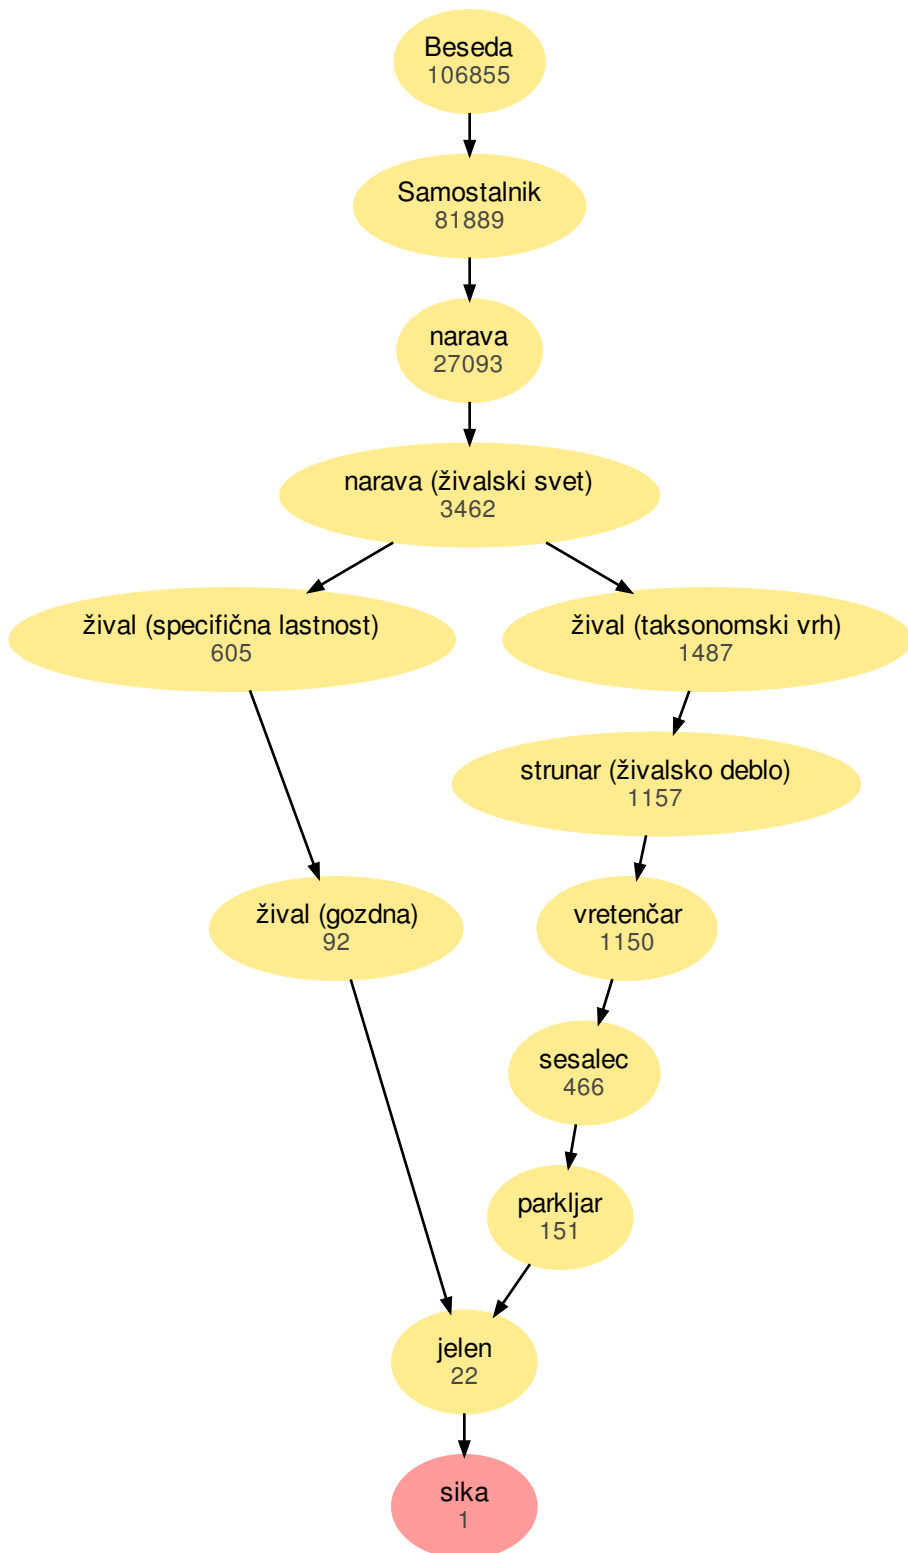 Beseda
106855
Samostalnik
81889
narava
27093
narava (živalski svet)
3462
žival (specifična lastnost)
605
žival (taksonomski vrh)
1487
strunar (živalsko deblo)
1157
žival (gozdna)
92
vretenčar
1150
sesalec
466
parkljar
151
jelen
22
sika
1